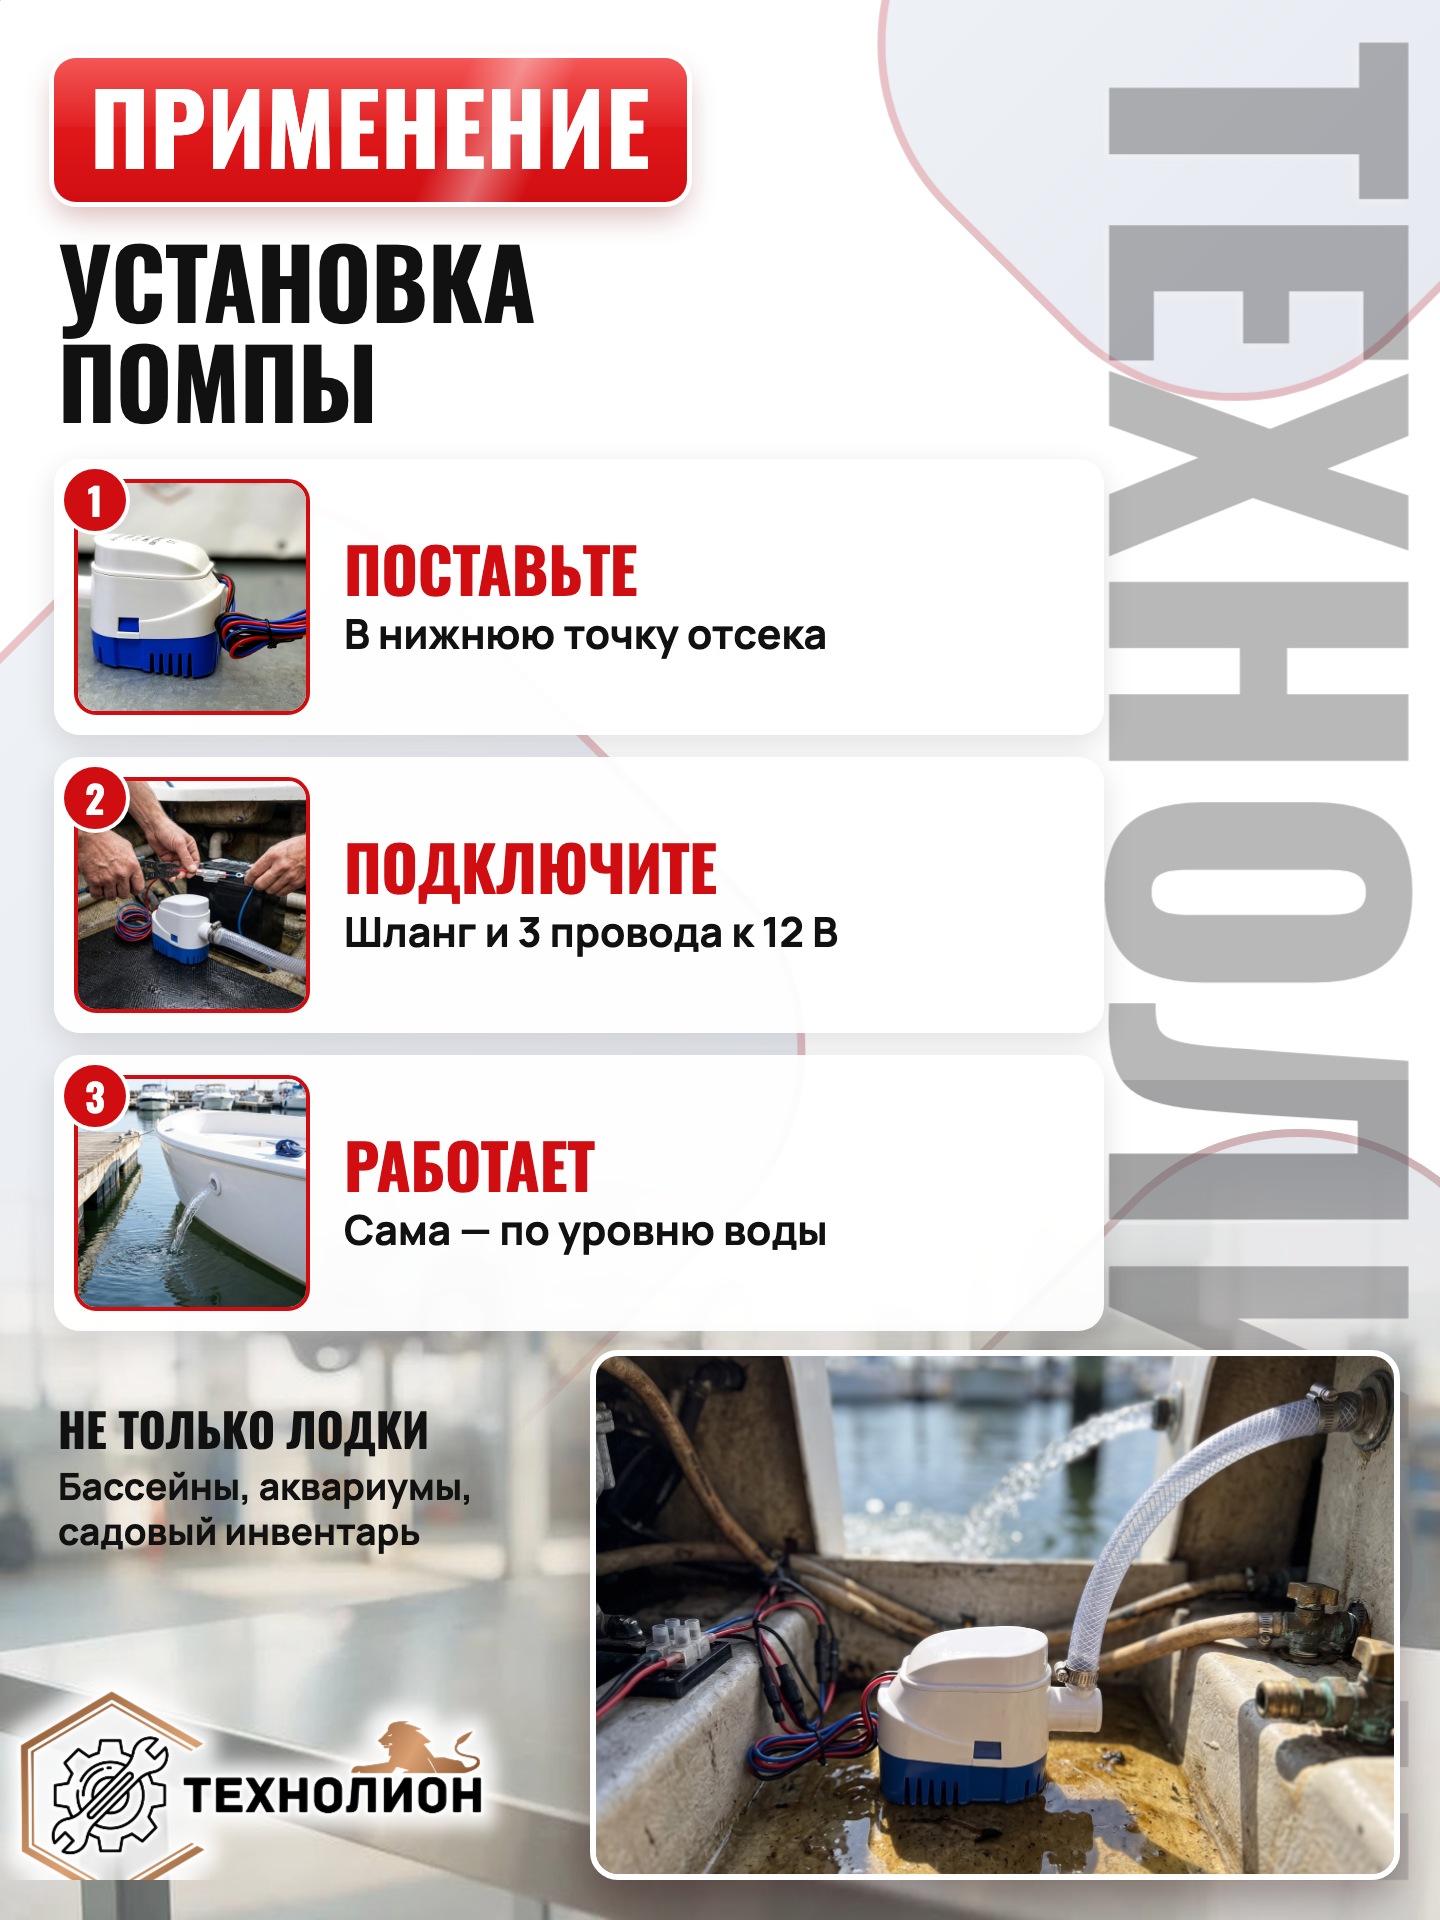 ПРИМЕНЕНИЕ
УСТАНОВКА
ПОМПЫ
1
ПОСТАВЬТЕ
В нижнюю точку отсека
2
ПОДКЛЮЧИТЕ
Шланг и 3 провода к 12 В
3
РАБОТАЕТ
Сама — по уровню воды
НЕ ТОЛЬКО ЛОДКИ
Бассейны, аквариумы,
садовый инвентарь
ТЕХНОЛИОН
ТЕХНОЛИ